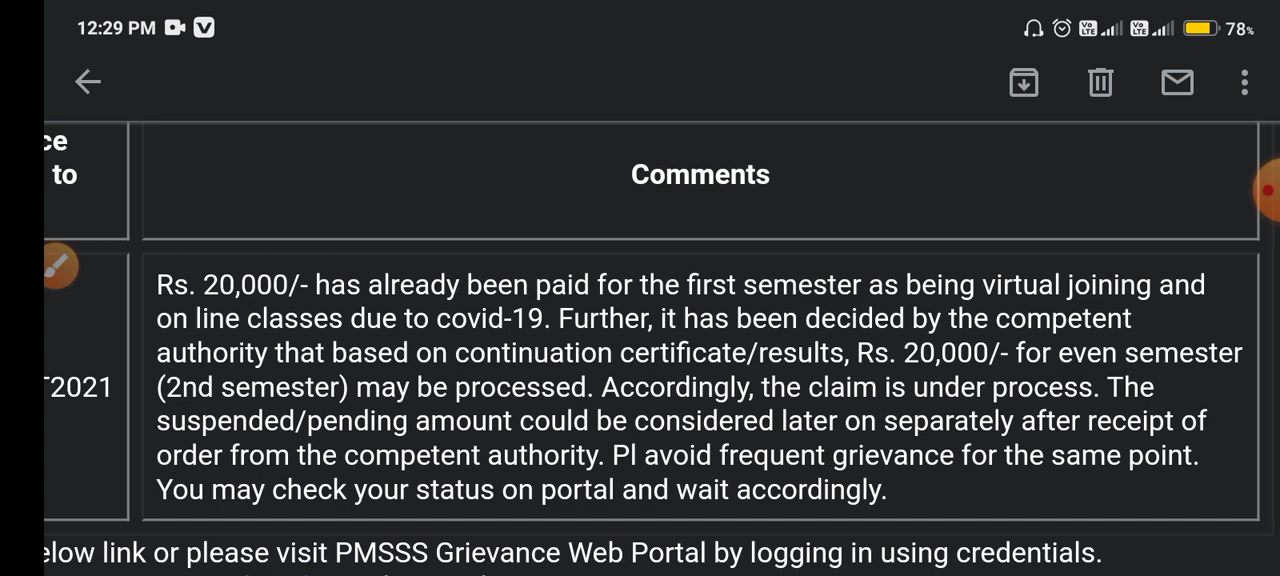 12:29 PM
78%
ce
to
Comments
Rs. 20,000/- has already been paid for the first semester as being virtual joining and
on line classes due to covid-19. Further, it has been decided by the competent
authority that based on continuation certificate/results, Rs. 20,000/- for even semester
T2021
(2nd semester) may be processed. Accordingly, the claim is under process. The
suspended/pending amount could be considered later on separately after receipt of
order from the competent authority. Pl avoid frequent grievance for the same point.
You may check your status on portal and wait accordingly.
elow link or please visit PMSSS Grievance Web Portal by logging in using credentials.